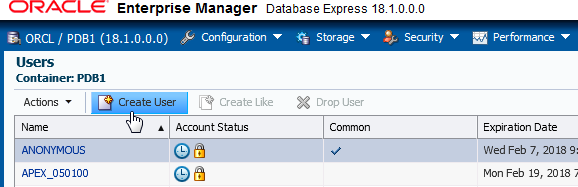 ORACLE Enterprise Manager Database Express 18.1.0.0.0
ORCL / PDB1 (18.1.0.0.0) Configuration Storage Security Performance
Users
Container: PDB1
Actions Create User Create Like Drop User
Name Account Status Common Expiration Date
ANONYMOUS Wed Feb 7, 2018 9:
APEX_050100 Mon Feb 19, 2018